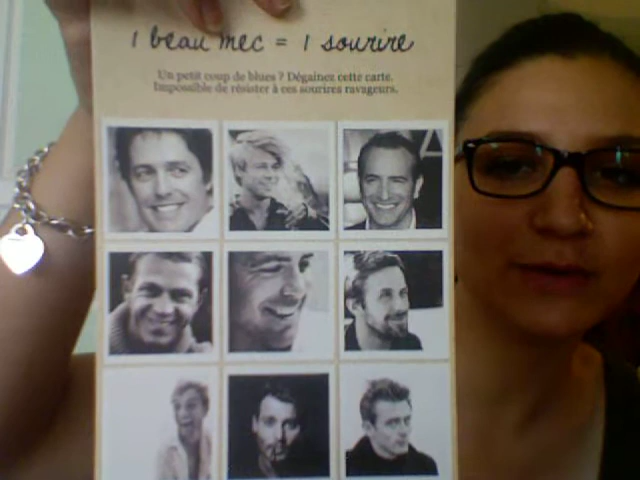 1 beau mec = 1 sourire
Un petit coup de blues ? Dégainez cette carte.
Impossible de résister à ces sourires ravageurs.